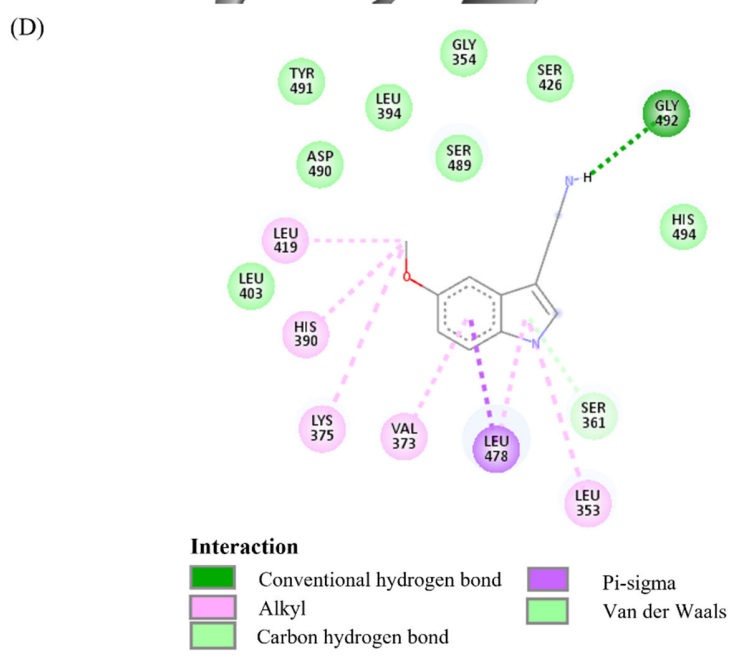 (D)
GLY
354
TYR
491
SER
426
LEU
394
GLY
492
ASP
490
SER
489
N
H
LEU
419
HIS
494
O
LEU
403
HIS
390
N
SER
361
LYS
375
VAL
373
LEU
478
LEU
353
Interaction
Conventional hydrogen bond
Pi-sigma
Alkyl
Van der Waals
Carbon hydrogen bond